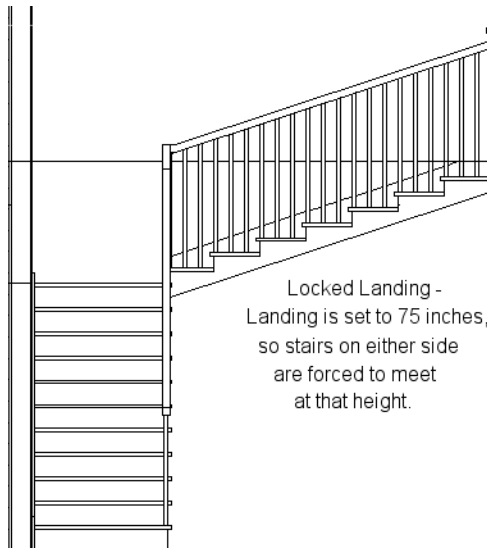 Locked Landing -
Landing is set to 75 inches,
so stairs on either side
are forced to meet
at that height.